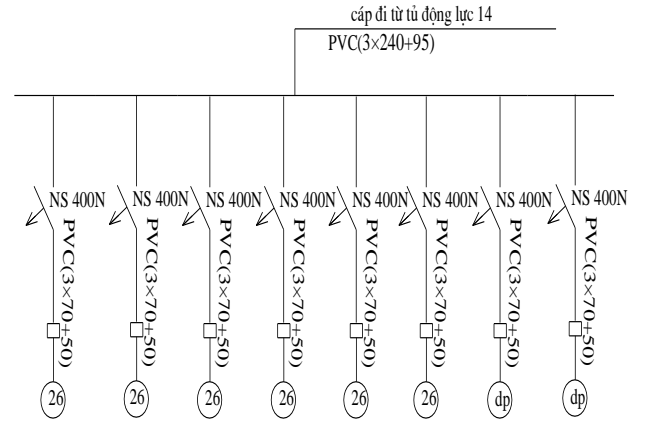 cáp đi từ tủ động lực 14
PVC(3×240+95)
NS 400N
NS 400N
NS 400N
NS 400N
NS 400N
NS 400N
NS 400N
NS 400N
PVC(3×70+50)
PVC(3×70+50)
PVC(3×70+50)
PVC(3×70+50)
PVC(3×70+50)
PVC(3×70+50)
PVC(3×70+50)
PVC(3×70+50)
26
26
26
26
26
26
dp
dp